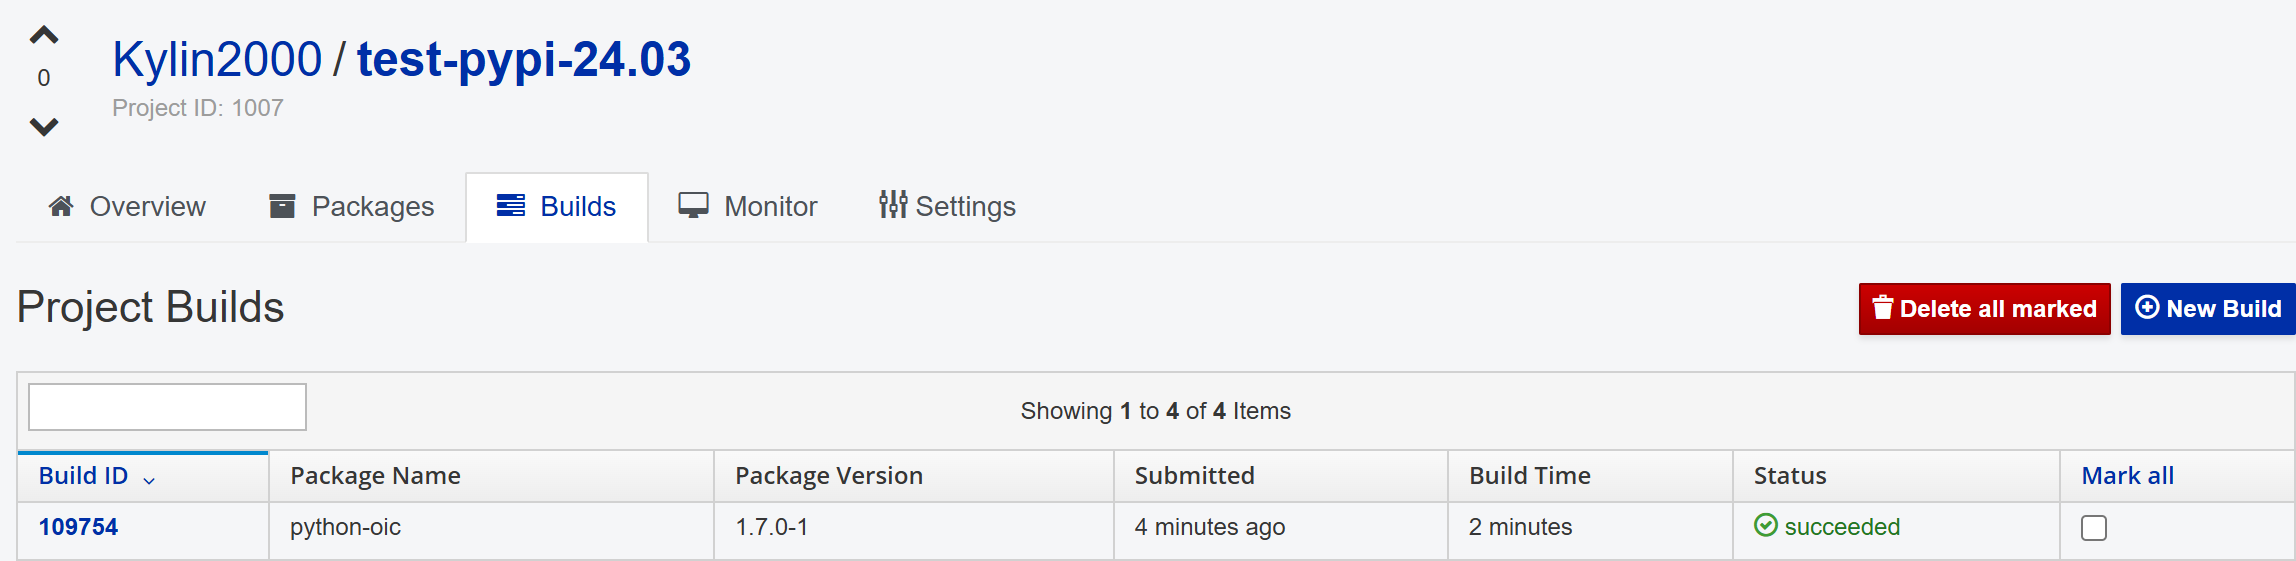 0
Kylin2000 / test-pypi-24.03
Project ID: 1007
Overview Packages Builds Monitor Settings
Project Builds
Delete all marked New Build
Showing 1 to 4 of 4 Items
Build ID Package Name Package Version Submitted Build Time Status Mark all
109754 python-oic 1.7.0-1 4 minutes ago 2 minutes succeeded